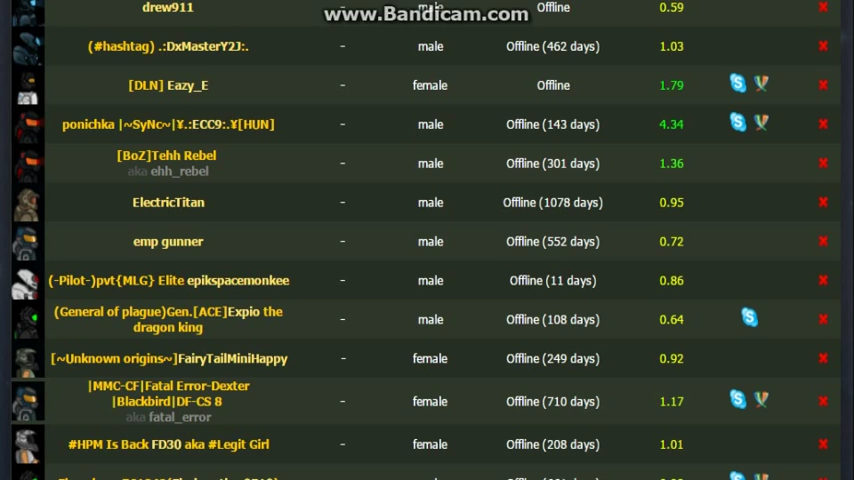 www.Bandicam.com
drew911 - male Offline 0.59
(#hashtag) .:DxMasterY2J:. - male Offline (462 days) 1.03
[DLN] Eazy_E - female Offline 1.79
ponichka |~SyNc~|¥.:ECC9:.¥[HUN] - male Offline (143 days) 4.34
[BoZ]Tehh Rebel
aka ehh_rebel - male Offline (301 days) 1.36
ElectricTitan - male Offline (1078 days) 0.95
emp gunner - male Offline (552 days) 0.72
(-Pilot-)pvt{MLG} Elite epikspacemonkee - male Offline (11 days) 0.86
(General of plague)Gen.[ACE]Expio the
dragon king - male Offline (108 days) 0.64
[~Unknown origins~]FairyTailMiniHappy - female Offline (249 days) 0.92
|MMC-CF|Fatal Error-Dexter
|Blackbird|DF-CS 8 - female Offline (710 days) 1.17
aka fatal_error
#HPM Is Back FD30 aka #Legit Girl - female Offline (208 days) 1.01